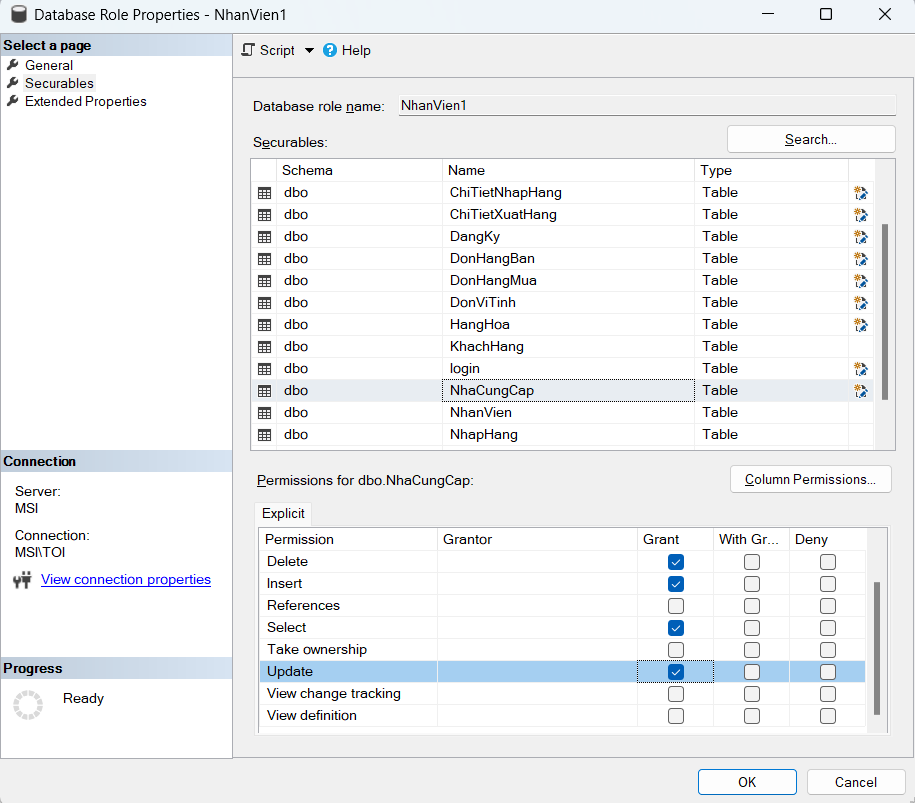 Database Role Properties - NhanVien1
Select a page
General
Securables
Extended Properties
Script Help
Database role name: NhanVien1
Securables: Search...
Schema Name Type
dbo ChiTietNhapHang Table
dbo ChiTietXuatHang Table
dbo DangKy Table
dbo DonHangBan Table
dbo DonHangMua Table
dbo DonViTinh Table
dbo HangHoa Table
dbo KhachHang Table
dbo login Table
dbo NhaCungCap Table
dbo NhanVien Table
dbo NhapHang Table
Connection
Server:
MSI
Connection:
MSI\TOI
View connection properties
Progress
Ready
Permissions for dbo.NhaCungCap: Column Permissions...
Explicit
Permission Grantor Grant With Gr... Deny
Delete
Insert
References
Select
Take ownership
Update
View change tracking
View definition
OK Cancel